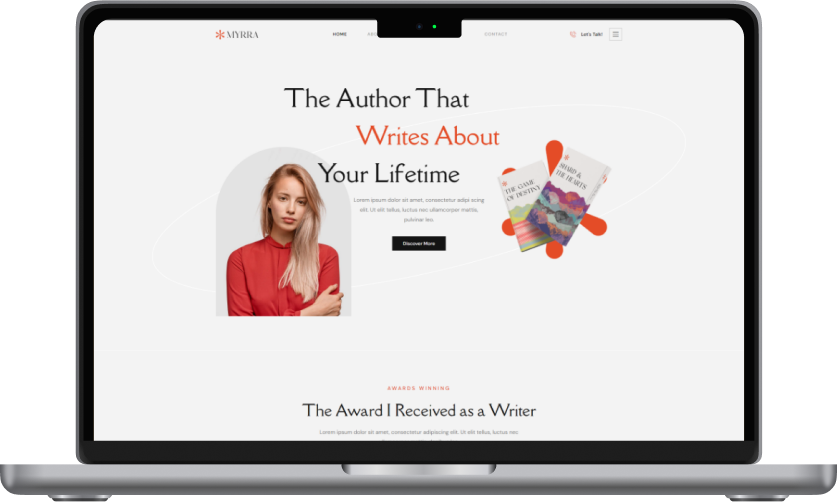 MYRRA
HOME
CONTACT
Let's Talk!
The Author That
Writes About
Your Lifetime
Lorem ipsum dolor sit amet, consectetur adipi scing
elit. Ut elit tellus, luctus nec ullamcorper mattis,
pulvinar leo.
Discover More
THE GAME
OF DESTINY
SHARD &
THE HEARTS
AWARDS WINNING
The Award I Received as a Writer
Lorem ipsum dolor sit amet, consectetur adipiscing elit. Ut elit tellus, luctus nec